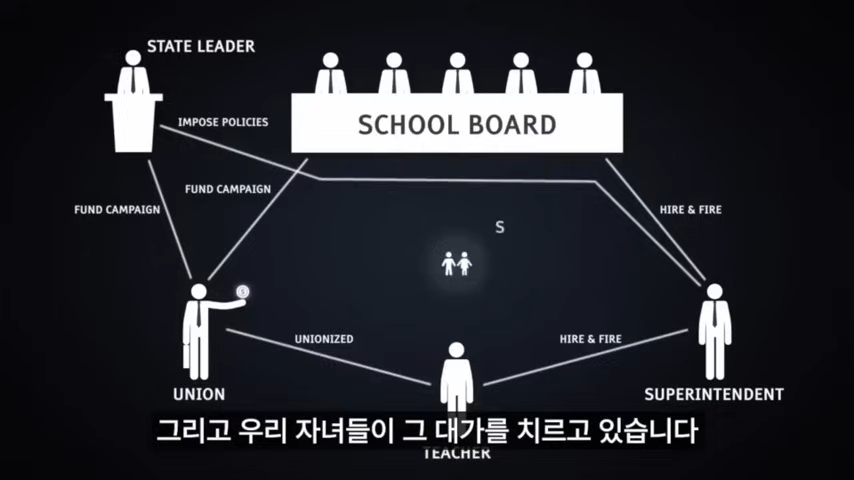 STATE LEADER
IMPOSE POLICIES
SCHOOL BOARD
FUND CAMPAIGN
FUND CAMPAIGN
HIRE & FIRE
S
UNIONIZED
HIRE & FIRE
UNION
SUPERINTENDENT
그리고 우리 자녀들이 그 대가를 치르고 있습니다
TEACHER